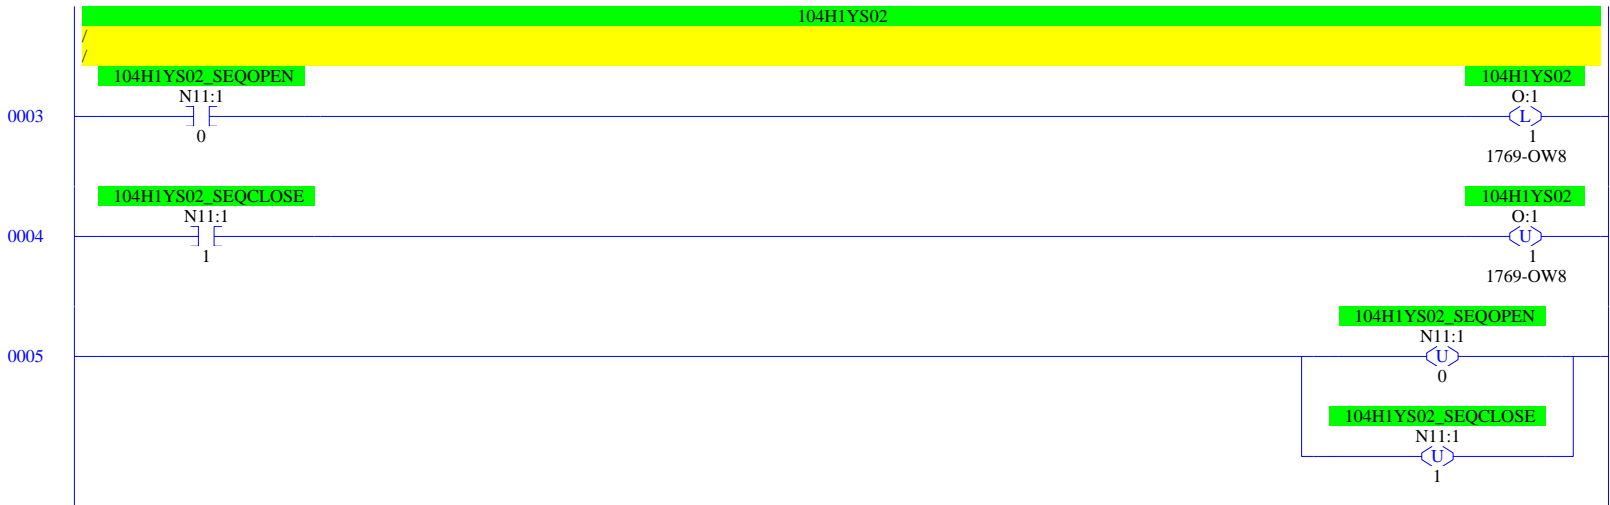 104H1YS02
/
/
104H1YS02_SEQOPEN 104H1YS02
N11:1 O:1
0003 L
0 1
1769-OW8
104H1YS02_SEQCLOSE 104H1YS02
N11:1 O:1
0004 U
1 1
1769-OW8
104H1YS02_SEQOPEN
N11:1
0005 U
0
104H1YS02_SEQCLOSE
N11:1
U
1